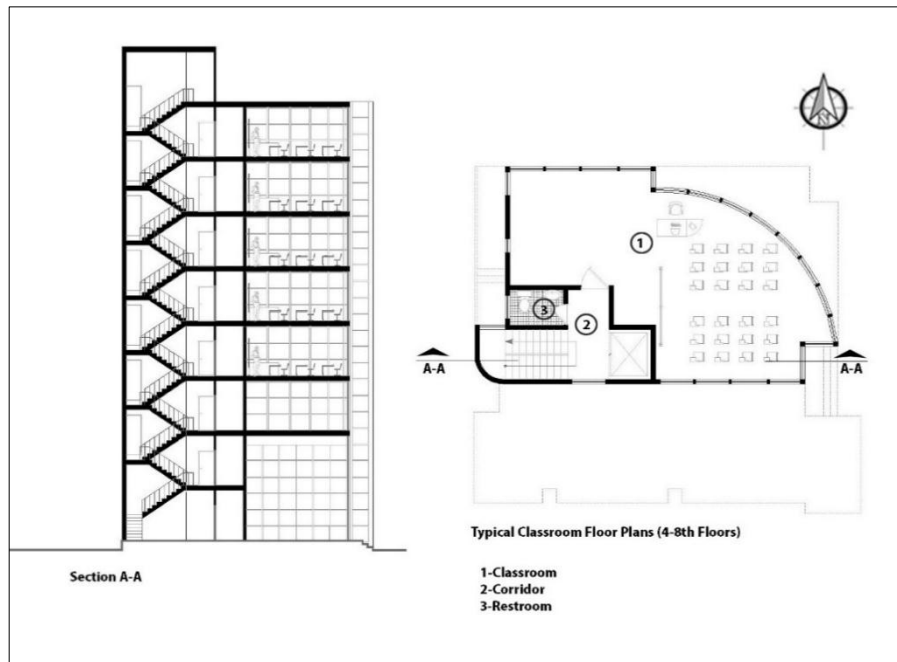 N
1
3
2
A-A
A-A
Typical Classroom Floor Plans (4-8th Floors)
Section A-A
1-Classroom
2-Corridor
3-Restroom